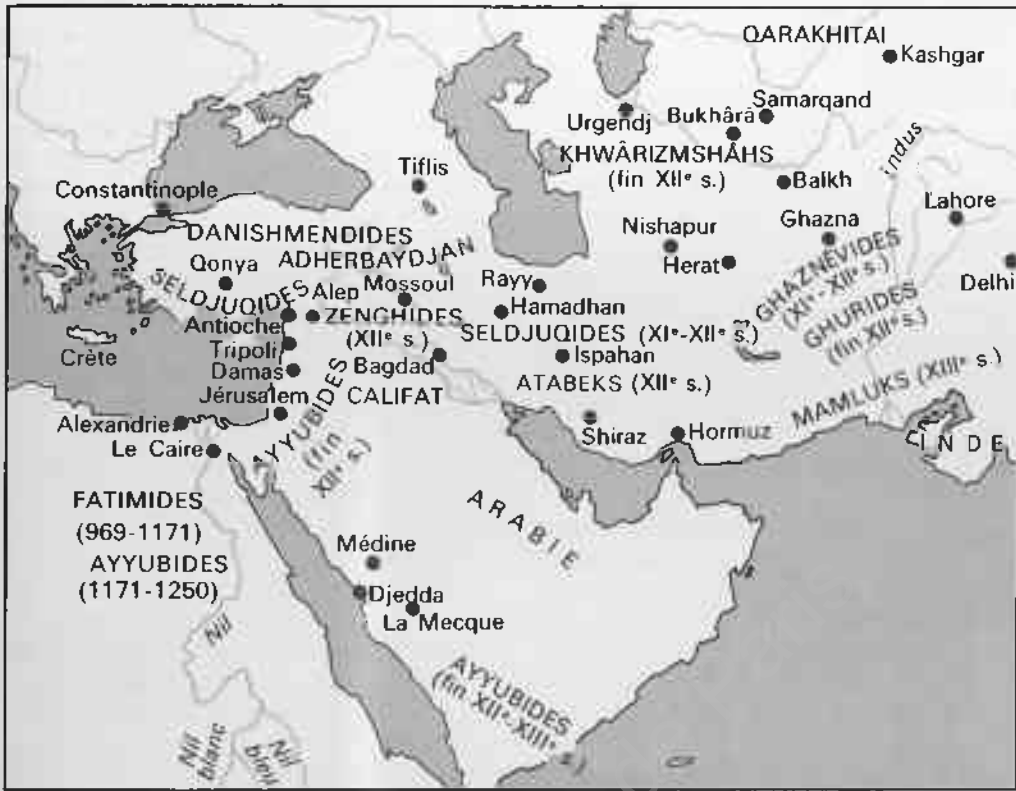 QARAKHITAI
Kashgar
Samarqand
Bukhârâ
Urgendj
KHWÂRIZMSHÂHS
(fin XIIᵉ s.)
Indus
Tiflis
Balkh
Constantinople
Lahore
Nishapur
Ghazna
DANISHMENDIDES
ADHERBAYDJAN
Herat
Delhi
Qonya
SELDJUQIDES
Alep
Mossoul
Rayy
Hamadhan
GHAZNÉVIDES
(XIᵉ-XIIᵉ s.)
GHURIDES
(fin XIIᵉ s.)
Antioche
ZENGHIDES
(XIIᵉ s.)
SELDJUQIDES (XIᵉ-XIIᵉ s.)
Crète
Tripoli
Damas
Bagdad
Ispahan
ATABEKS (XIIᵉ s.)
MAMLUKS (XIIIᵉ s.)
Jérusalem
CALIFAT
AYYUBIDES
(fin
XIIᵉ s.)
Alexandrie
Le Caire
Shiraz
Hormuz
INDE
FATIMIDES
(969-1171)
AYYUBIDES
(1171-1250)
ARABIE
Médine
Djedda
La Mecque
Nil
AYYUBIDES
(fin XIIᵉ-XIIIᵉ s.)
Nil
blanc
Nil
bleu